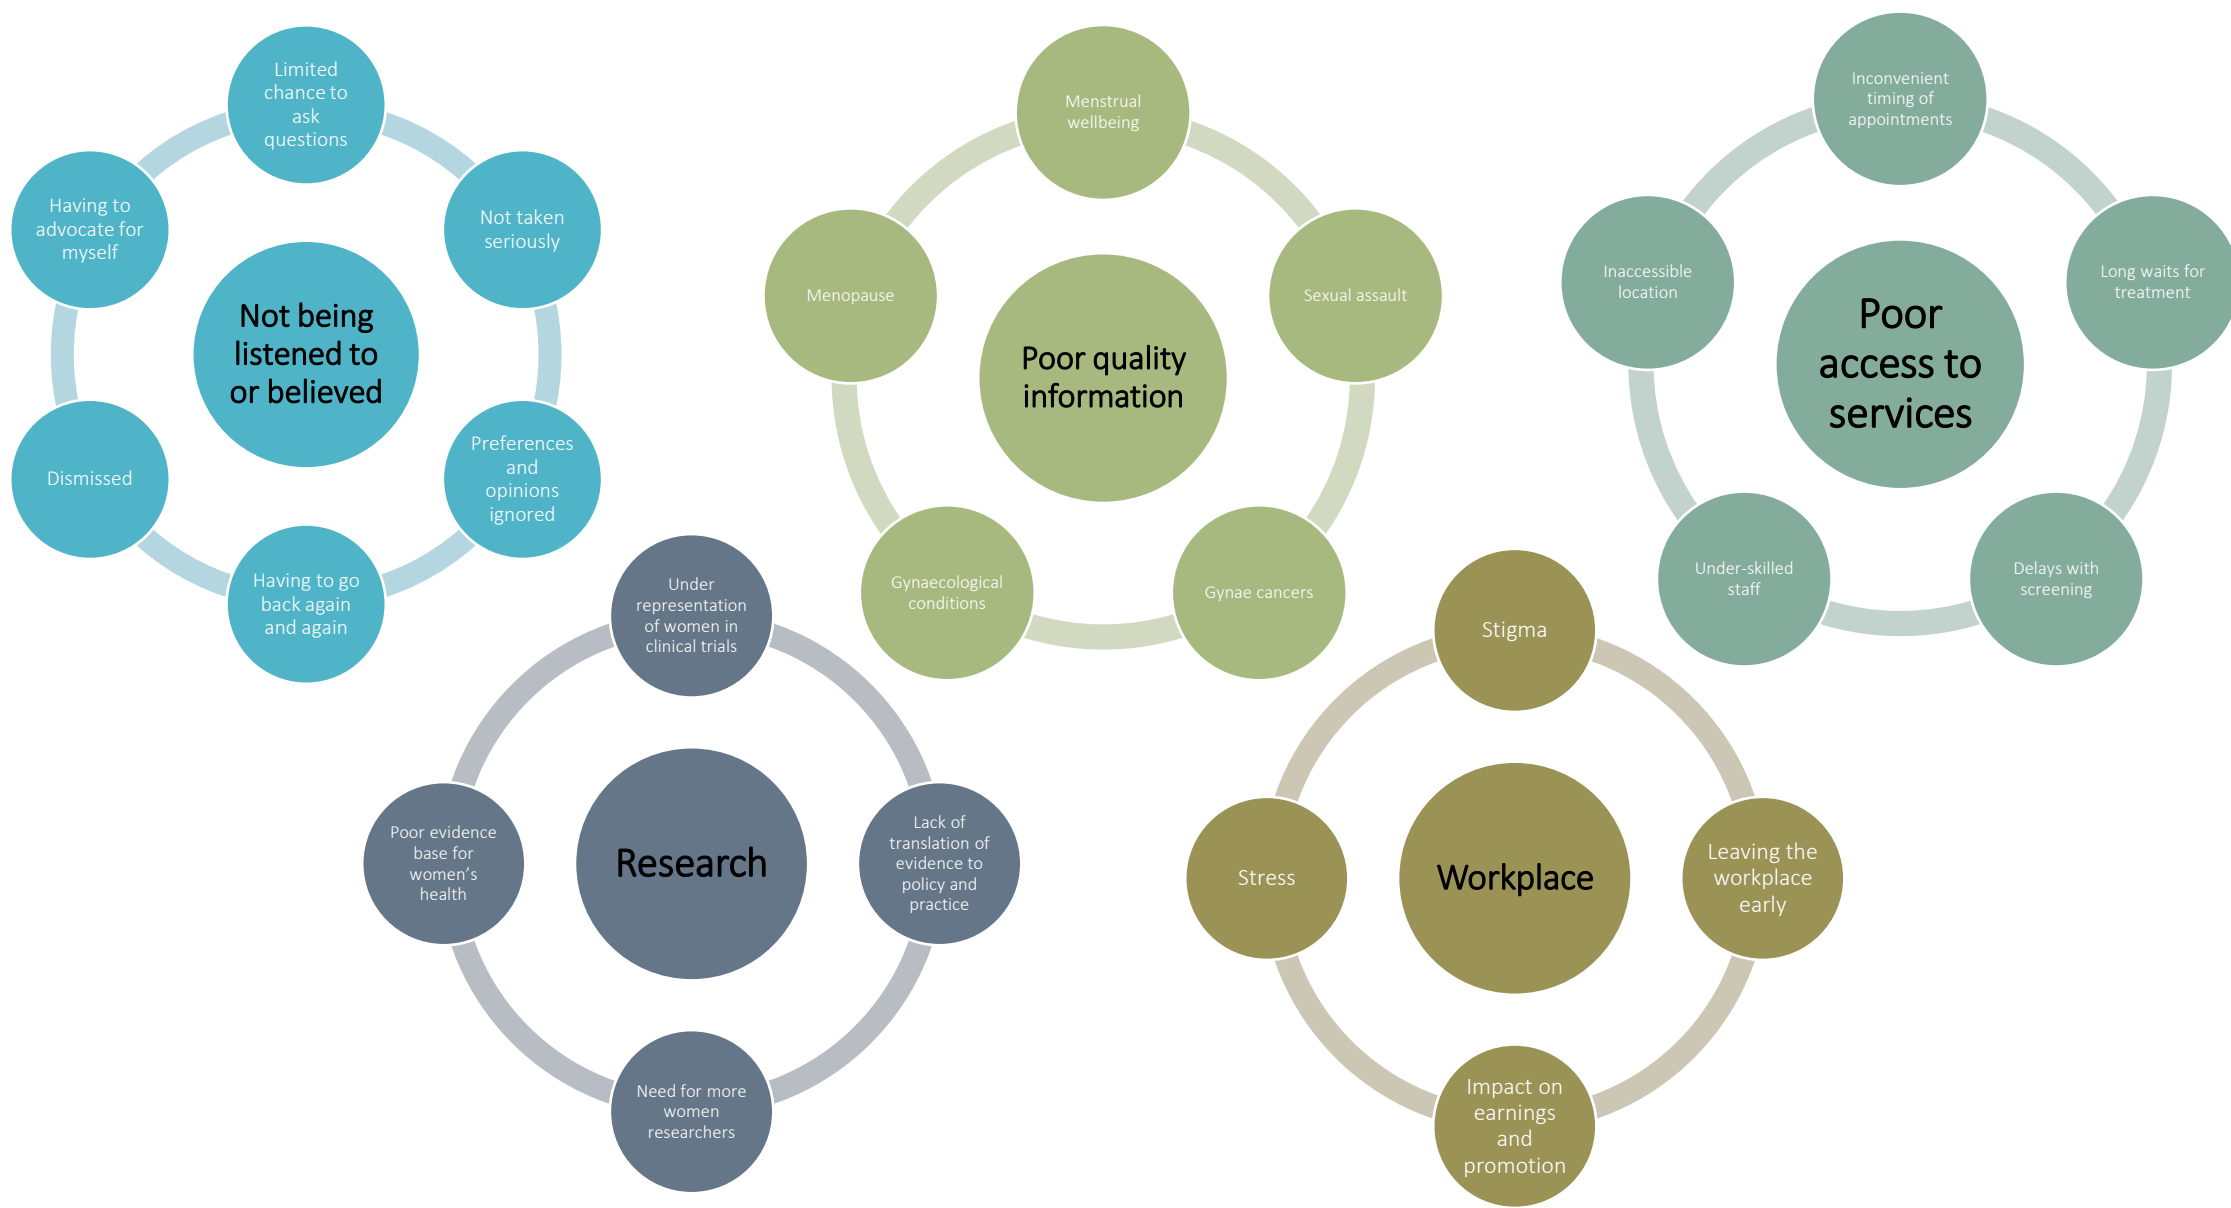 Limited
chance to
ask
questions
Not taken
seriously
Preferences
and
opinions
ignored
Having to go
back again
and again
Dismissed
Having to
advocate for
myself
Not being
listened to
or believed
Menstrual
wellbeing
Sexual assault
Gynae cancers
Gynaecological
conditions
Menopause
Poor quality
information
Inconvenient
timing of
appointments
Long waits for
treatment
Delays with
screening
Under-skilled
staff
Inaccessible
location
Poor
access to
services
Under
representation
of women in
clinical trials
Lack of
translation of
evidence to
policy and
practice
Need for more
women
researchers
Poor evidence
base for
women’s
health
Research
Stigma
Leaving the
workplace
early
Impact on
earnings
and
promotion
Stress
Workplace